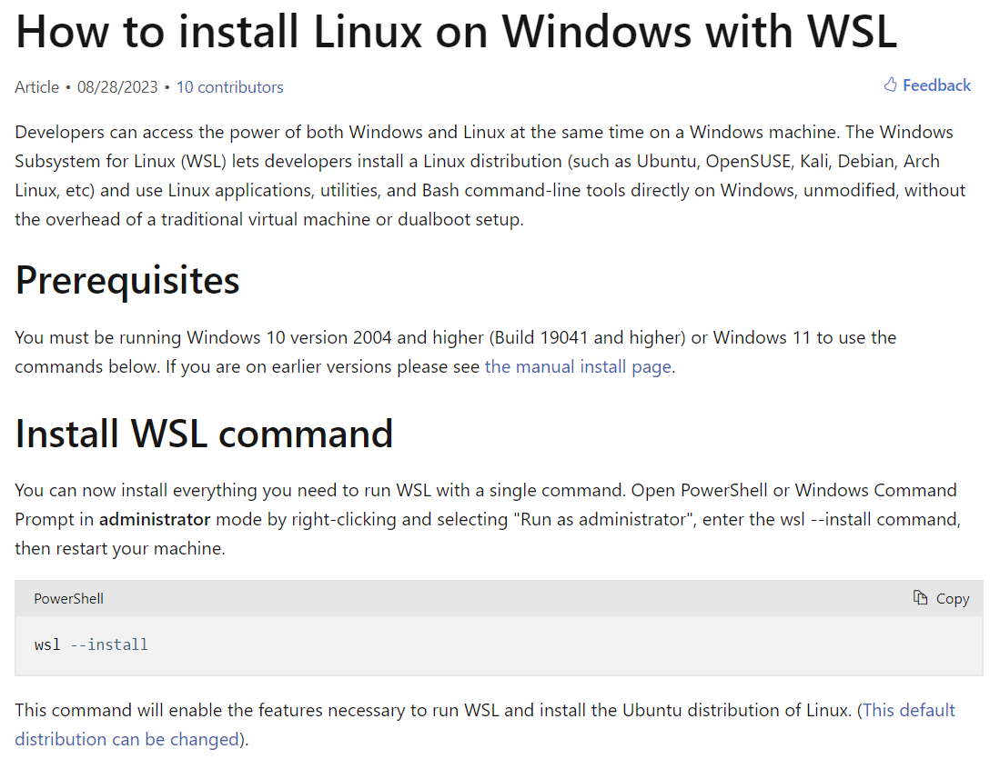 How to install Linux on Windows with WSL
Article • 08/28/2023 • 10 contributors
Feedback
Developers can access the power of both Windows and Linux at the same time on a Windows machine. The Windows
Subsystem for Linux (WSL) lets developers install a Linux distribution (such as Ubuntu, OpenSUSE, Kali, Debian, Arch
Linux, etc) and use Linux applications, utilities, and Bash command-line tools directly on Windows, unmodified, without
the overhead of a traditional virtual machine or dualboot setup.
Prerequisites
You must be running Windows 10 version 2004 and higher (Build 19041 and higher) or Windows 11 to use the
commands below. If you are on earlier versions please see the manual install page.
Install WSL command
You can now install everything you need to run WSL with a single command. Open PowerShell or Windows Command
Prompt in administrator mode by right-clicking and selecting "Run as administrator", enter the wsl --install command,
then restart your machine.
PowerShell
Copy
wsl --install
This command will enable the features necessary to run WSL and install the Ubuntu distribution of Linux. (This default
distribution can be changed).